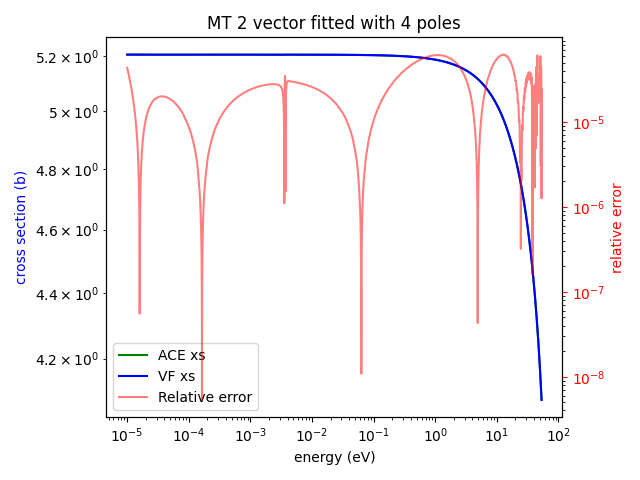 MT 2 vector fitted with 4 poles
5.2 × 10⁰
5 × 10⁰
4.8 × 10⁰
4.6 × 10⁰
4.4 × 10⁰
4.2 × 10⁰
cross section (b)
10⁻⁵
10⁻⁶
10⁻⁷
10⁻⁸
relative error
ACE xs
VF xs
Relative error
10⁻⁵ 10⁻⁴ 10⁻³ 10⁻² 10⁻¹ 10⁰ 10¹ 10²
energy (eV)